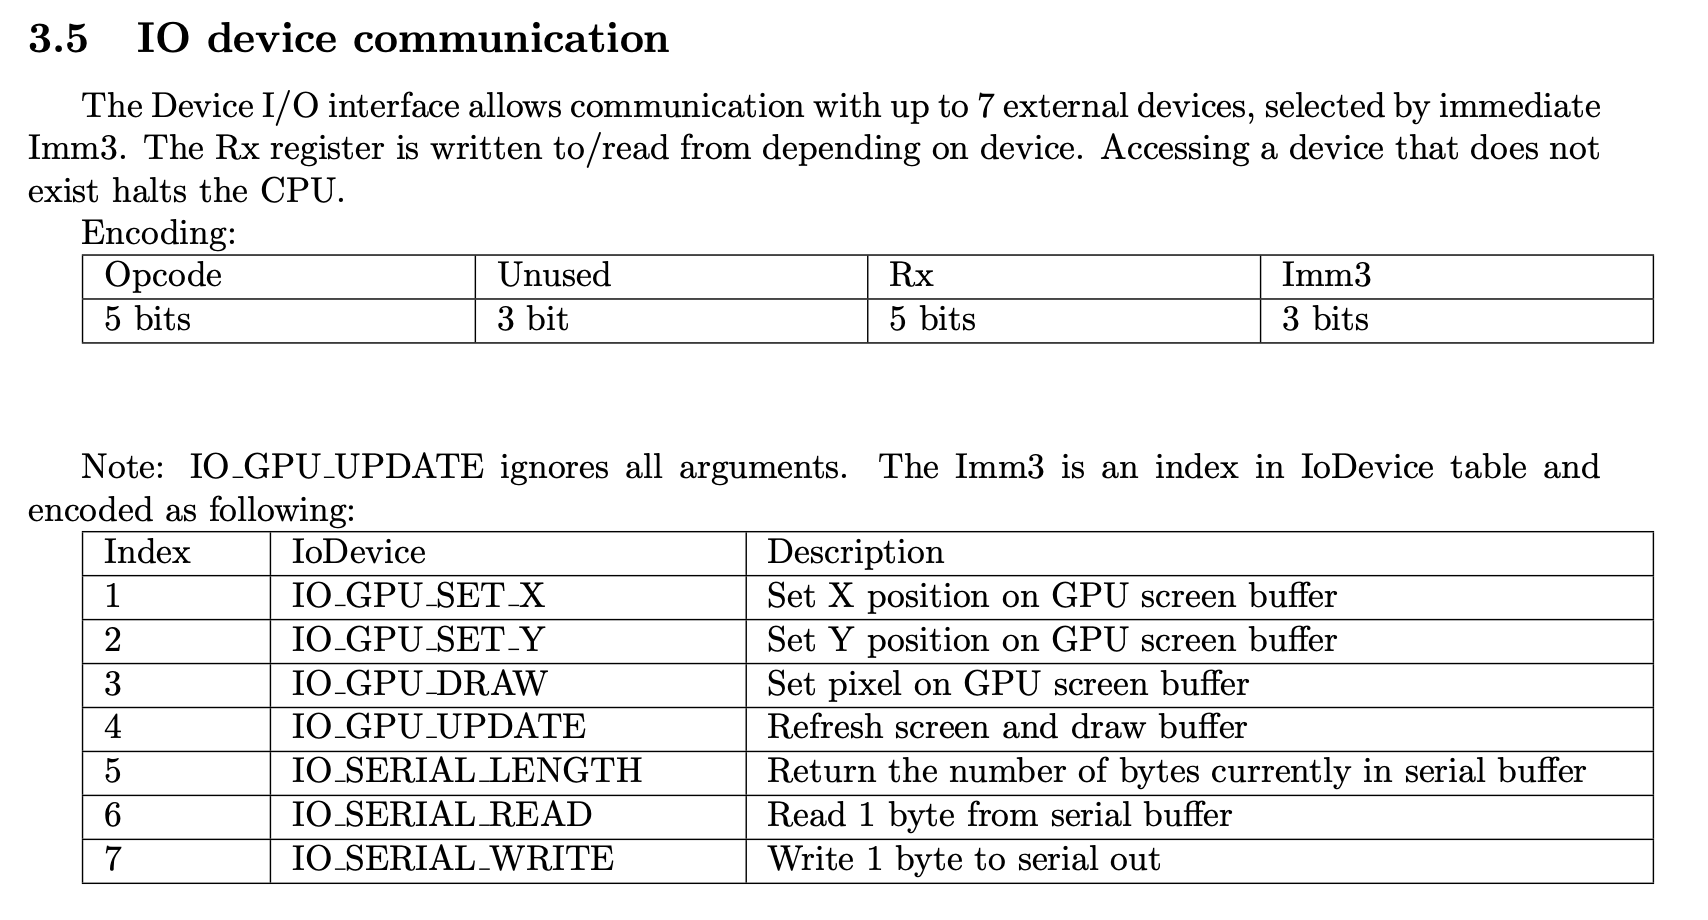 3.5 IO device communication
The Device I/O interface allows communication with up to 7 external devices, selected by immediate
Imm3. The Rx register is written to/read from depending on device. Accessing a device that does not
exist halts the CPU.
Encoding:
Opcode Unused Rx Imm3
5 bits 3 bit 5 bits 3 bits
Note: IO_GPU_UPDATE ignores all arguments. The Imm3 is an index in IoDevice table and
encoded as following:
Index IoDevice Description
1 IO_GPU_SET_X Set X position on GPU screen buffer
2 IO_GPU_SET_Y Set Y position on GPU screen buffer
3 IO_GPU_DRAW Set pixel on GPU screen buffer
4 IO_GPU_UPDATE Refresh screen and draw buffer
5 IO_SERIAL_LENGTH Return the number of bytes currently in serial buffer
6 IO_SERIAL_READ Read 1 byte from serial buffer
7 IO_SERIAL_WRITE Write 1 byte to serial out